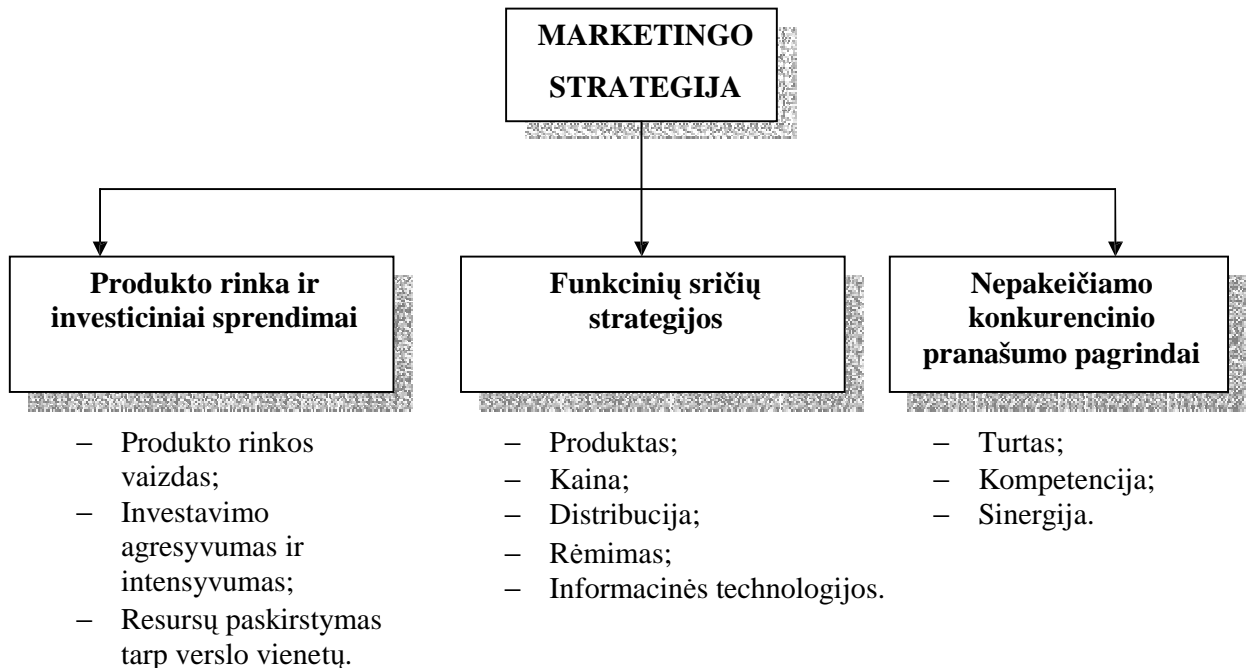 MARKETINGO
STRATEGIJA
Produkto rinka ir
investiciniai sprendimai
Funkcinių sričių
strategijos
Nepakeičiamo
konkurencinio
pranašumo pagrindai
– Produkto rinkos
vaizdas;
– Investavimo
agresyvumas ir
intensyvumas;
– Resursų paskirstymas
tarp verslo vienetų.
– Produktas;
– Kaina;
– Distribucija;
– Rėmimas;
– Informacinės technologijos.
– Turtas;
– Kompetencija;
– Sinergija.